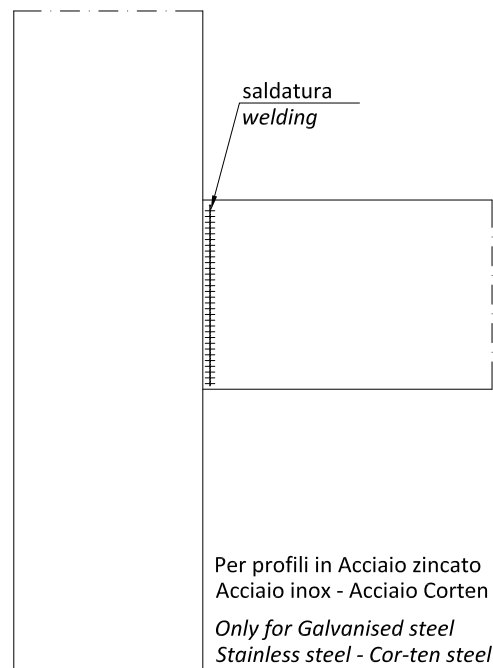 saldatura
welding
Per profili in Acciaio zincato
Acciaio inox - Acciaio Corten
Only for Galvanised steel
Stainless steel - Cor-ten steel